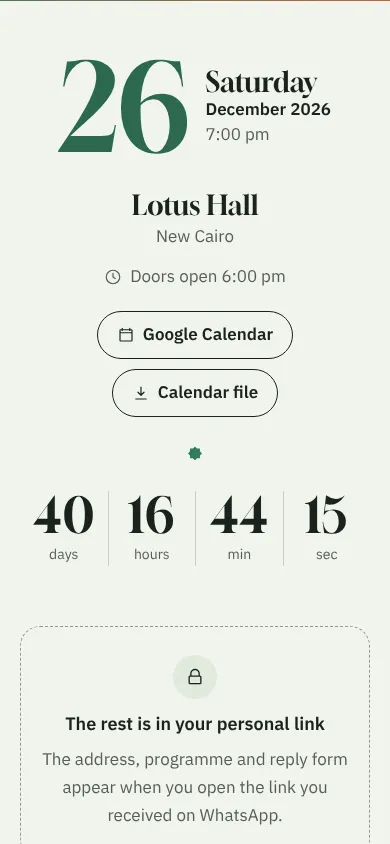 26
Saturday
December 2026
7:00 pm
Lotus Hall
New Cairo
Doors open 6:00 pm
Google Calendar
Calendar file
40 16 44 15
days hours min sec
The rest is in your personal link
The address, programme and reply form
appear when you open the link you
received on WhatsApp.